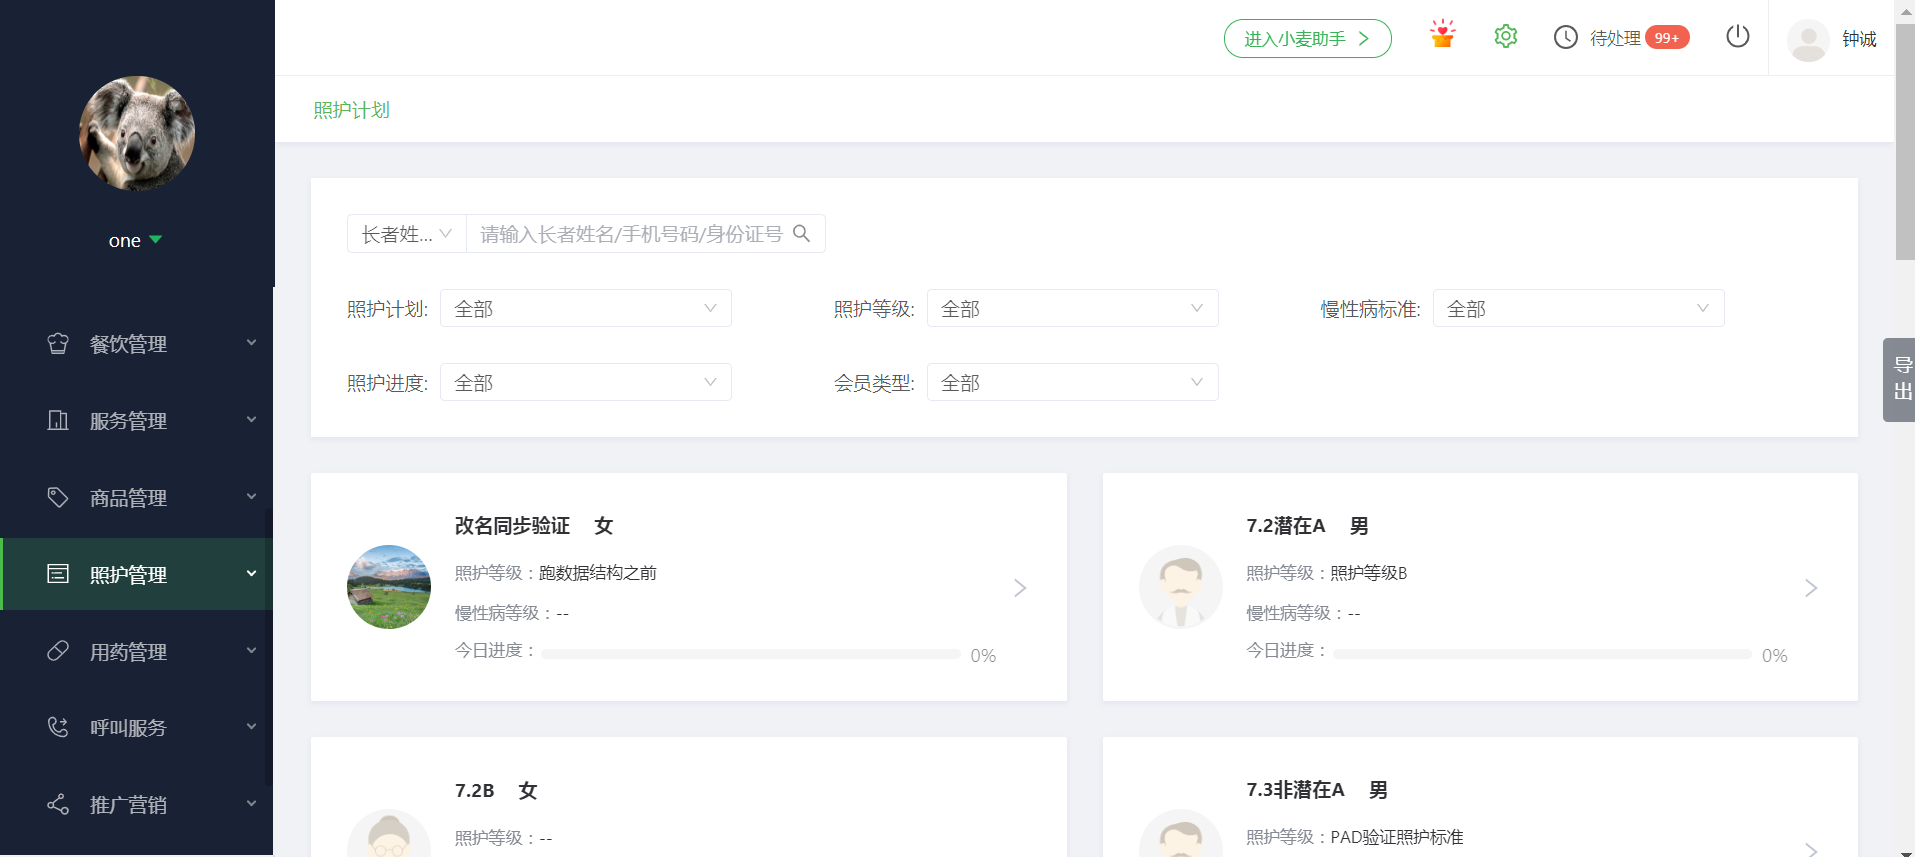 进入小麦助手
待处理 99+
钟诚
照护计划
one
餐饮管理
服务管理
商品管理
照护管理
用药管理
呼叫服务
推广营销
长者姓... 请输入长者姓名/手机号码/身份证号
照护计划: 全部
照护等级: 全部
慢性病标准: 全部
照护进度: 全部
会员类型: 全部
导出
改名同步验证 女
照护等级：跑数据结构之前
慢性病等级：--
今日进度： 0%
7.2潜在A 男
照护等级：照护等级B
慢性病等级：--
今日进度： 0%
7.2B 女
照护等级：--
7.3非潜在A 男
照护等级：PAD验证照护标准